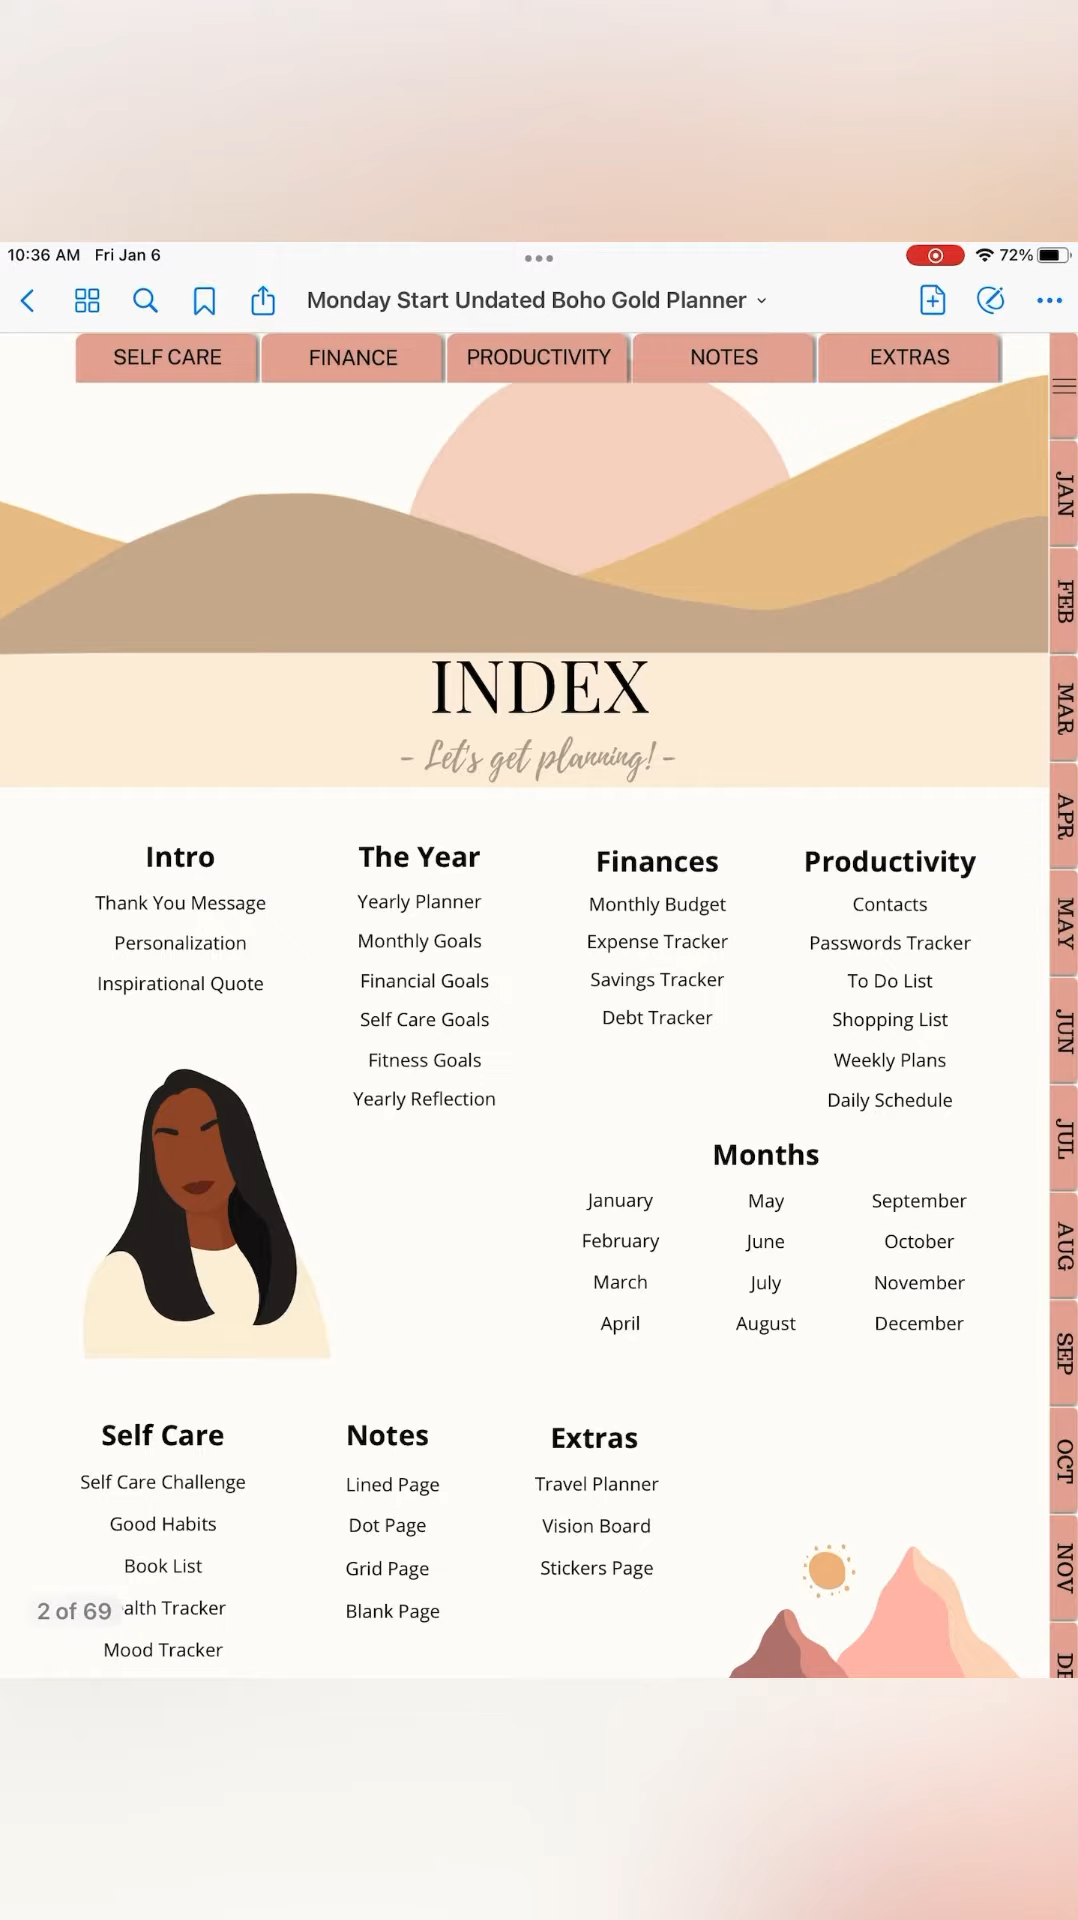 10:36 AM Fri Jan 6
72%
Monday Start Undated Boho Gold Planner
SELF CARE
FINANCE
PRODUCTIVITY
NOTES
EXTRAS
JAN
FEB
MAR
APR
MAY
JUN
JUL
AUG
SEP
OCT
NOV
INDEX
- Let's get planning! -
Intro
Thank You Message
Personalization
Inspirational Quote
The Year
Yearly Planner
Monthly Goals
Financial Goals
Self Care Goals
Fitness Goals
Yearly Reflection
Finances
Monthly Budget
Expense Tracker
Savings Tracker
Debt Tracker
Productivity
Contacts
Passwords Tracker
To Do List
Shopping List
Weekly Plans
Daily Schedule
Months
January
February
March
April
May
June
July
August
September
October
November
December
Self Care
Self Care Challenge
Good Habits
Book List
alth Tracker
Mood Tracker
Notes
Lined Page
Dot Page
Grid Page
Blank Page
Extras
Travel Planner
Vision Board
Stickers Page
2 of 69